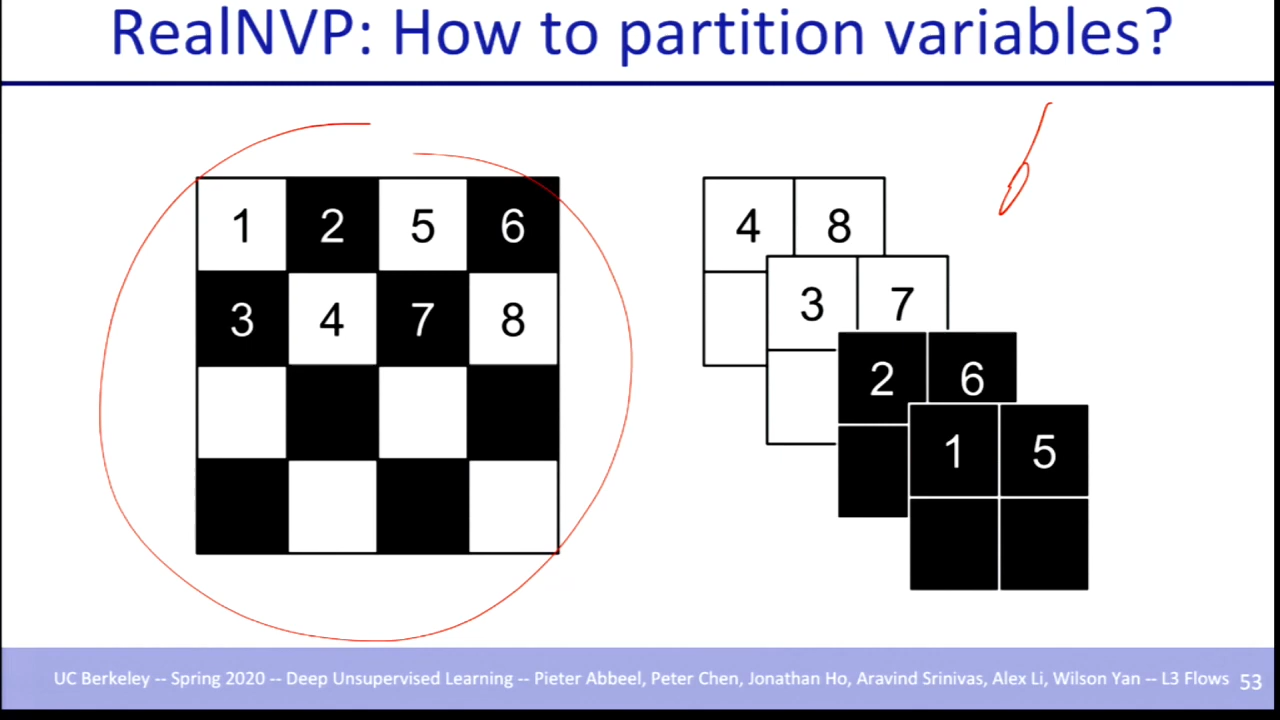 RealNVP: How to partition variables?
1 2 5 6
3 4 7 8
4 8
3 7
2 6
1 5
UC Berkeley -- Spring 2020 -- Deep Unsupervised Learning -- Pieter Abbeel, Peter Chen, Jonathan Ho, Aravind Srinivas, Alex Li, Wilson Yan -- L3 Flows 53